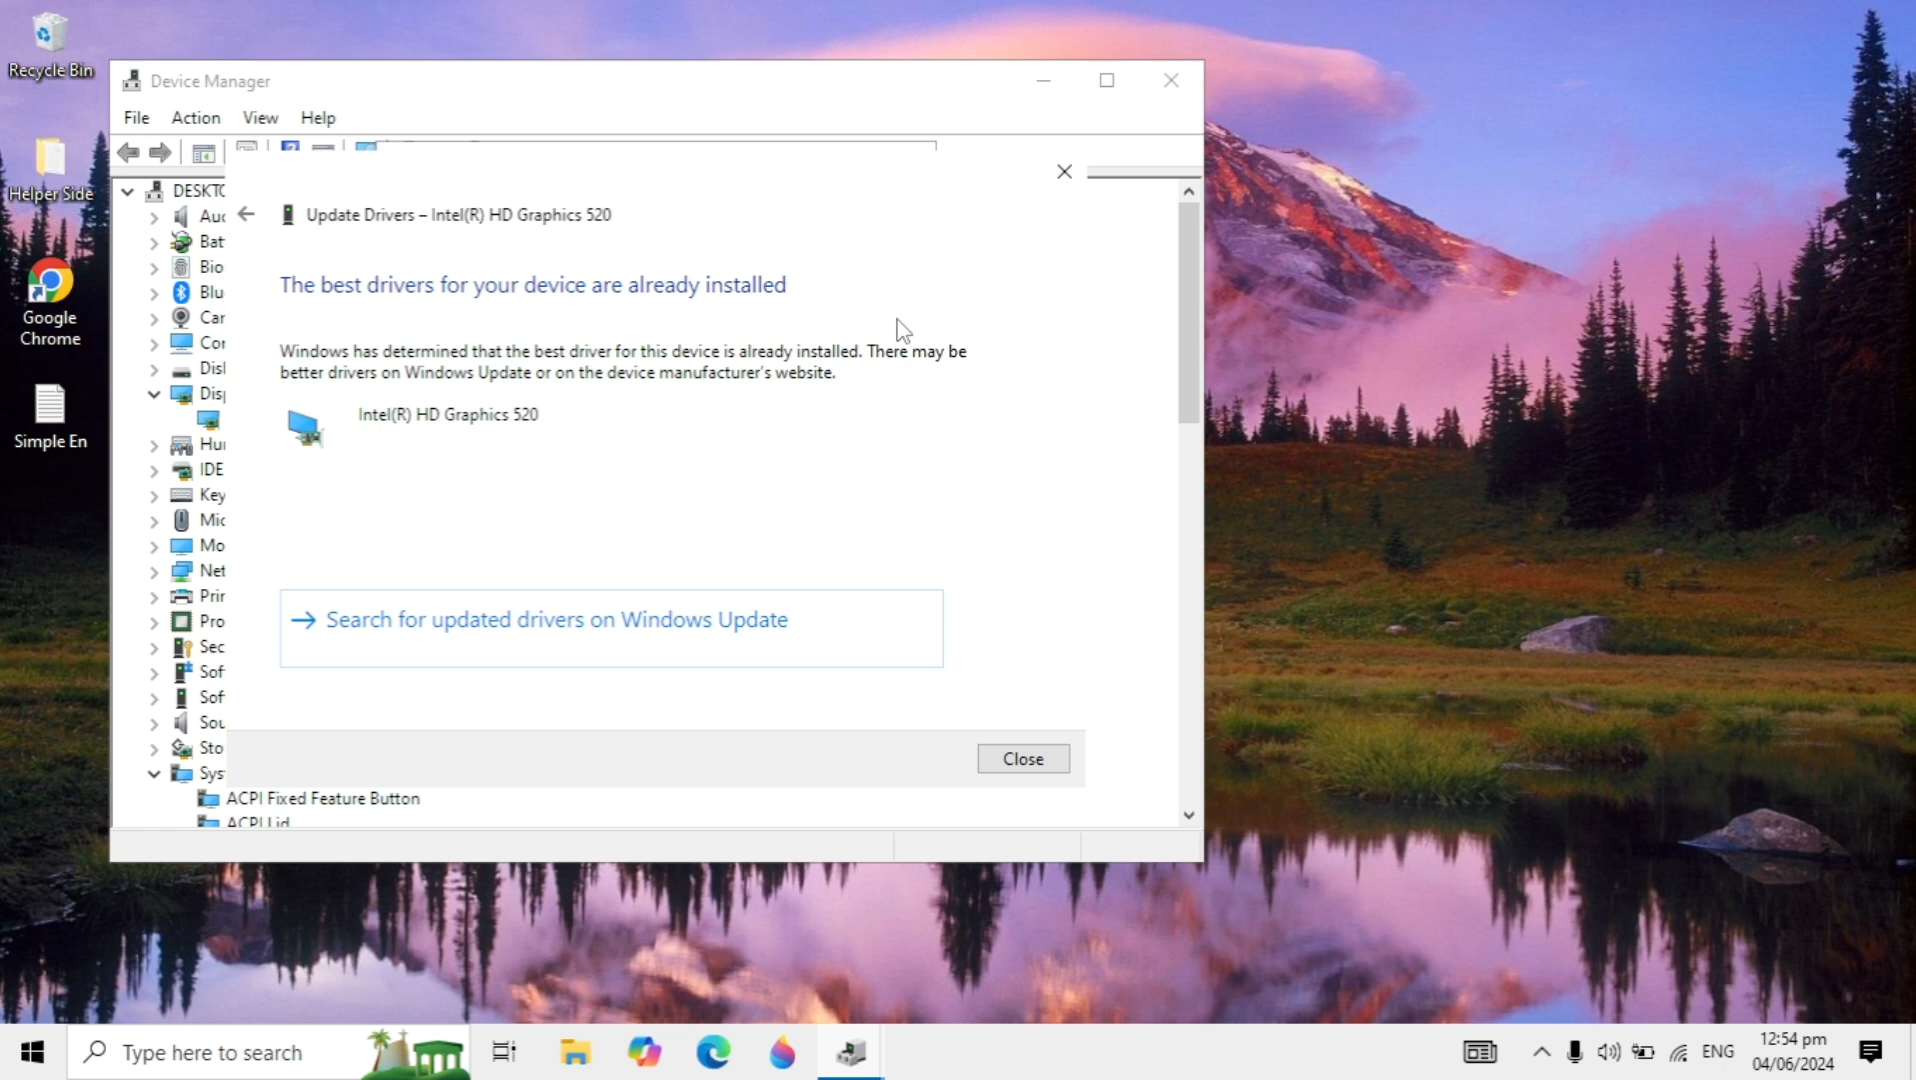 Recycle Bin
Helper Side
Google
Chrome
Simple En
Device Manager
File Action View Help
DESKTC
Update Drivers – Intel(R) HD Graphics 520
The best drivers for your device are already installed
Windows has determined that the best driver for this device is already installed. There may be
better drivers on Windows Update or on the device manufacturer's website.
Intel(R) HD Graphics 520
Search for updated drivers on Windows Update
Close
Auc
Bat
Bio
Blu
Car
Cor
Disl
Disp
Hur
IDE
Key
Mic
Mo
Net
Prir
Pro
Sec
Sof
Sof
Sou
Sto
Sys
ACPI Fixed Feature Button
ACPI Lid
Type here to search
ENG
12:54 pm
04/06/2024